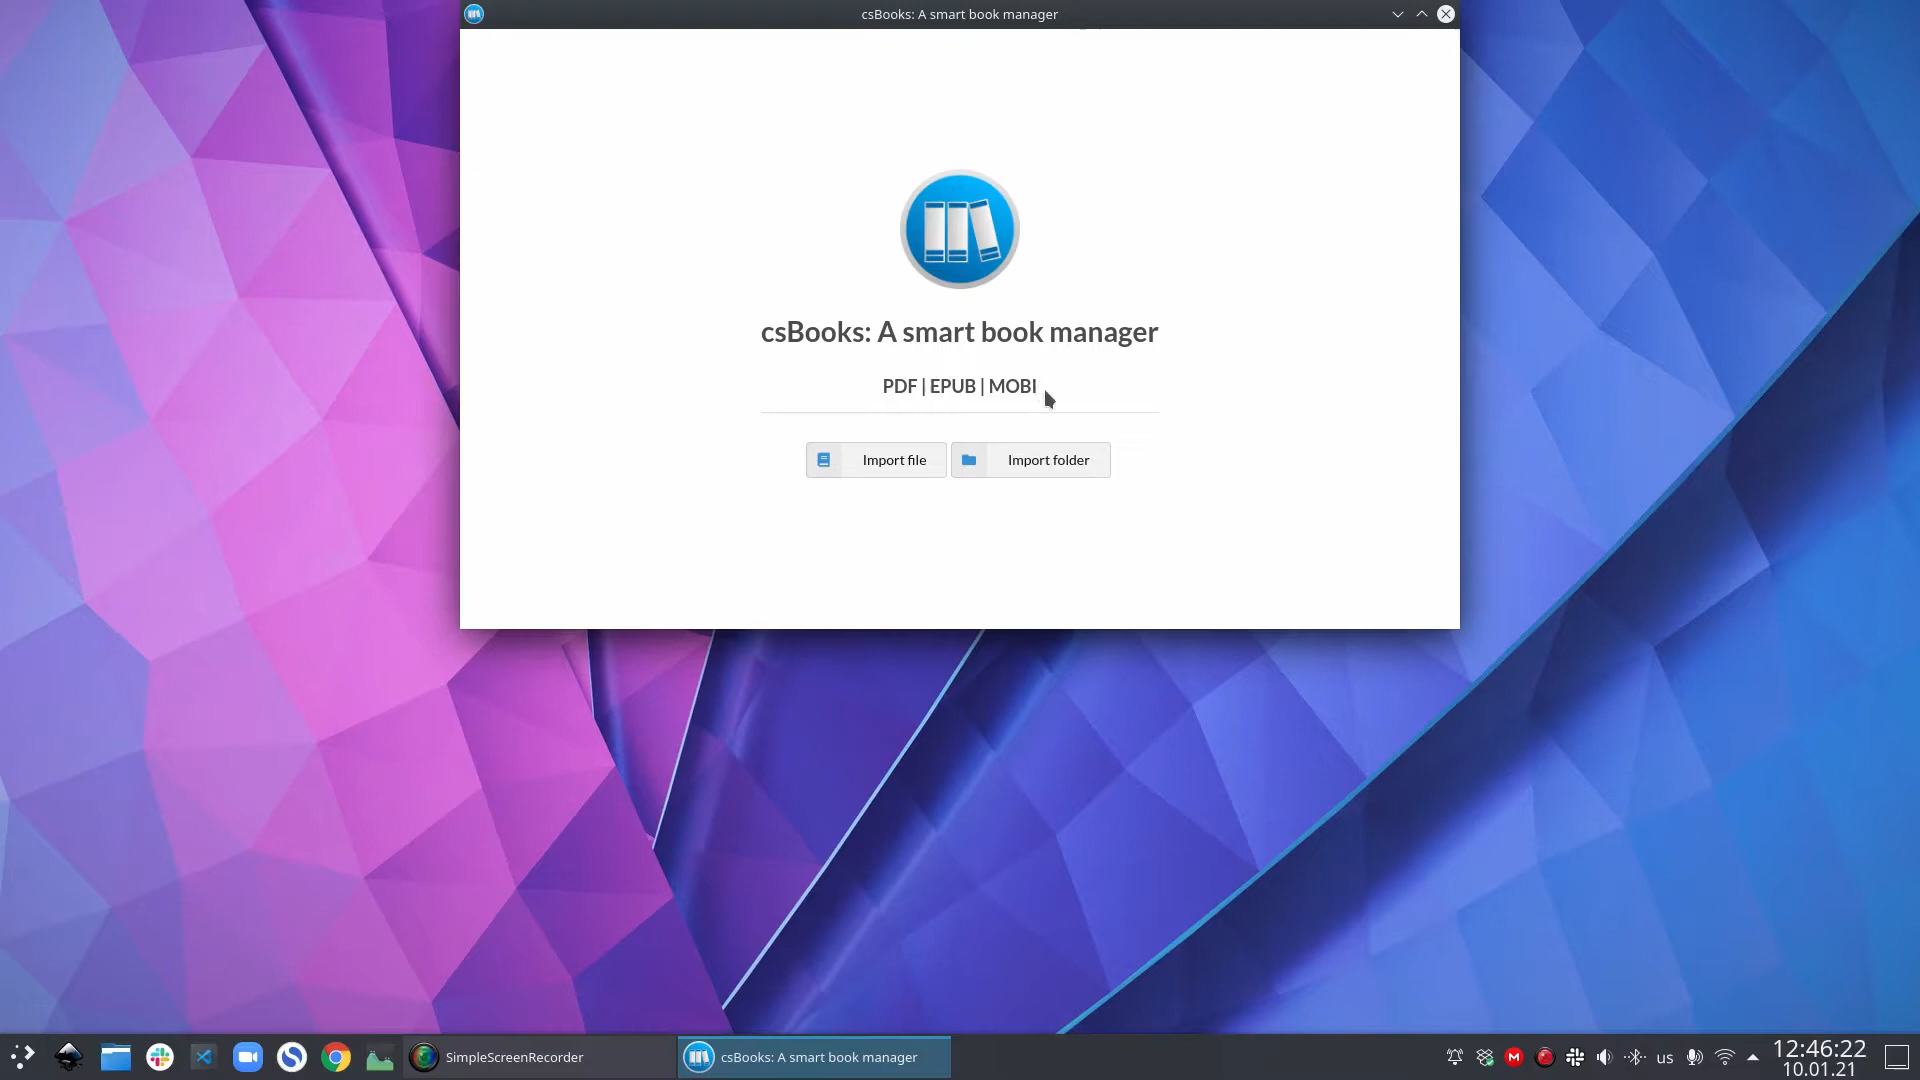 csBooks: A smart book manager
csBooks: A smart book manager
PDF | EPUB | MOBI
Import file
Import folder
SimpleScreenRecorder
csBooks: A smart book manager
us
12:46:22
10.01.21